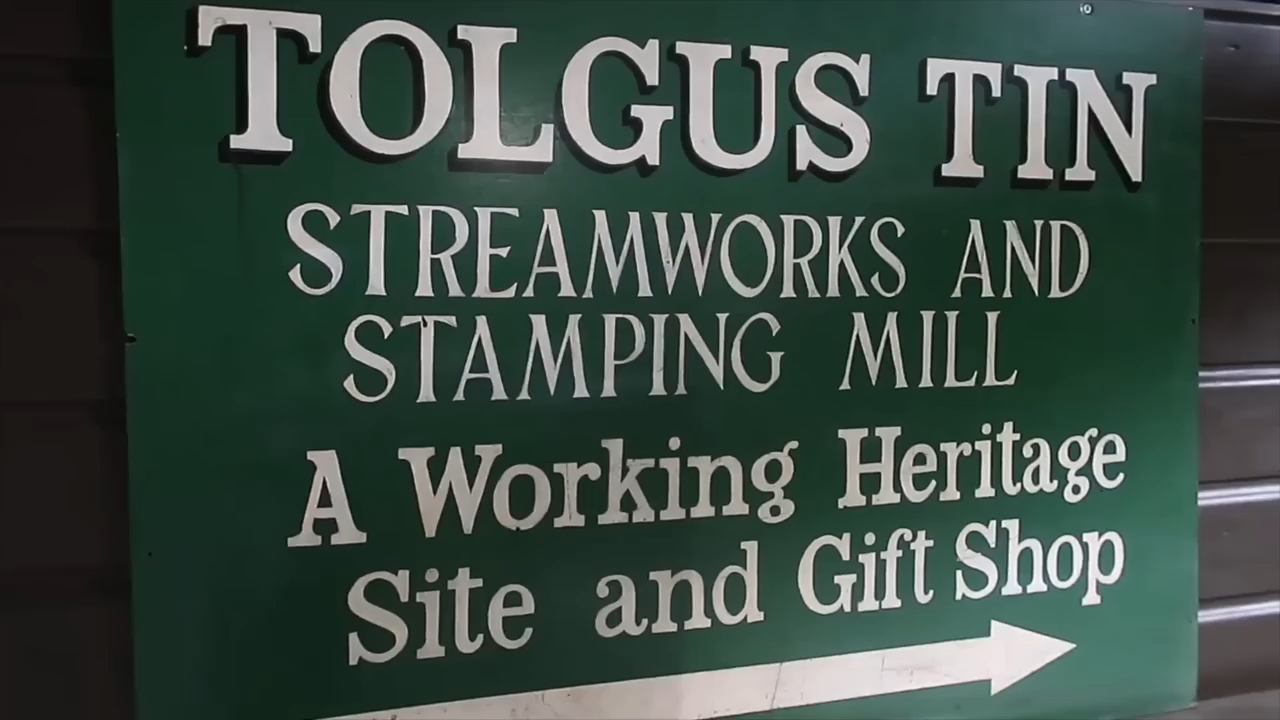 TOLGUS TIN
STREAMWORKS AND
STAMPING MILL
A Working Heritage
Site and Gift Shop